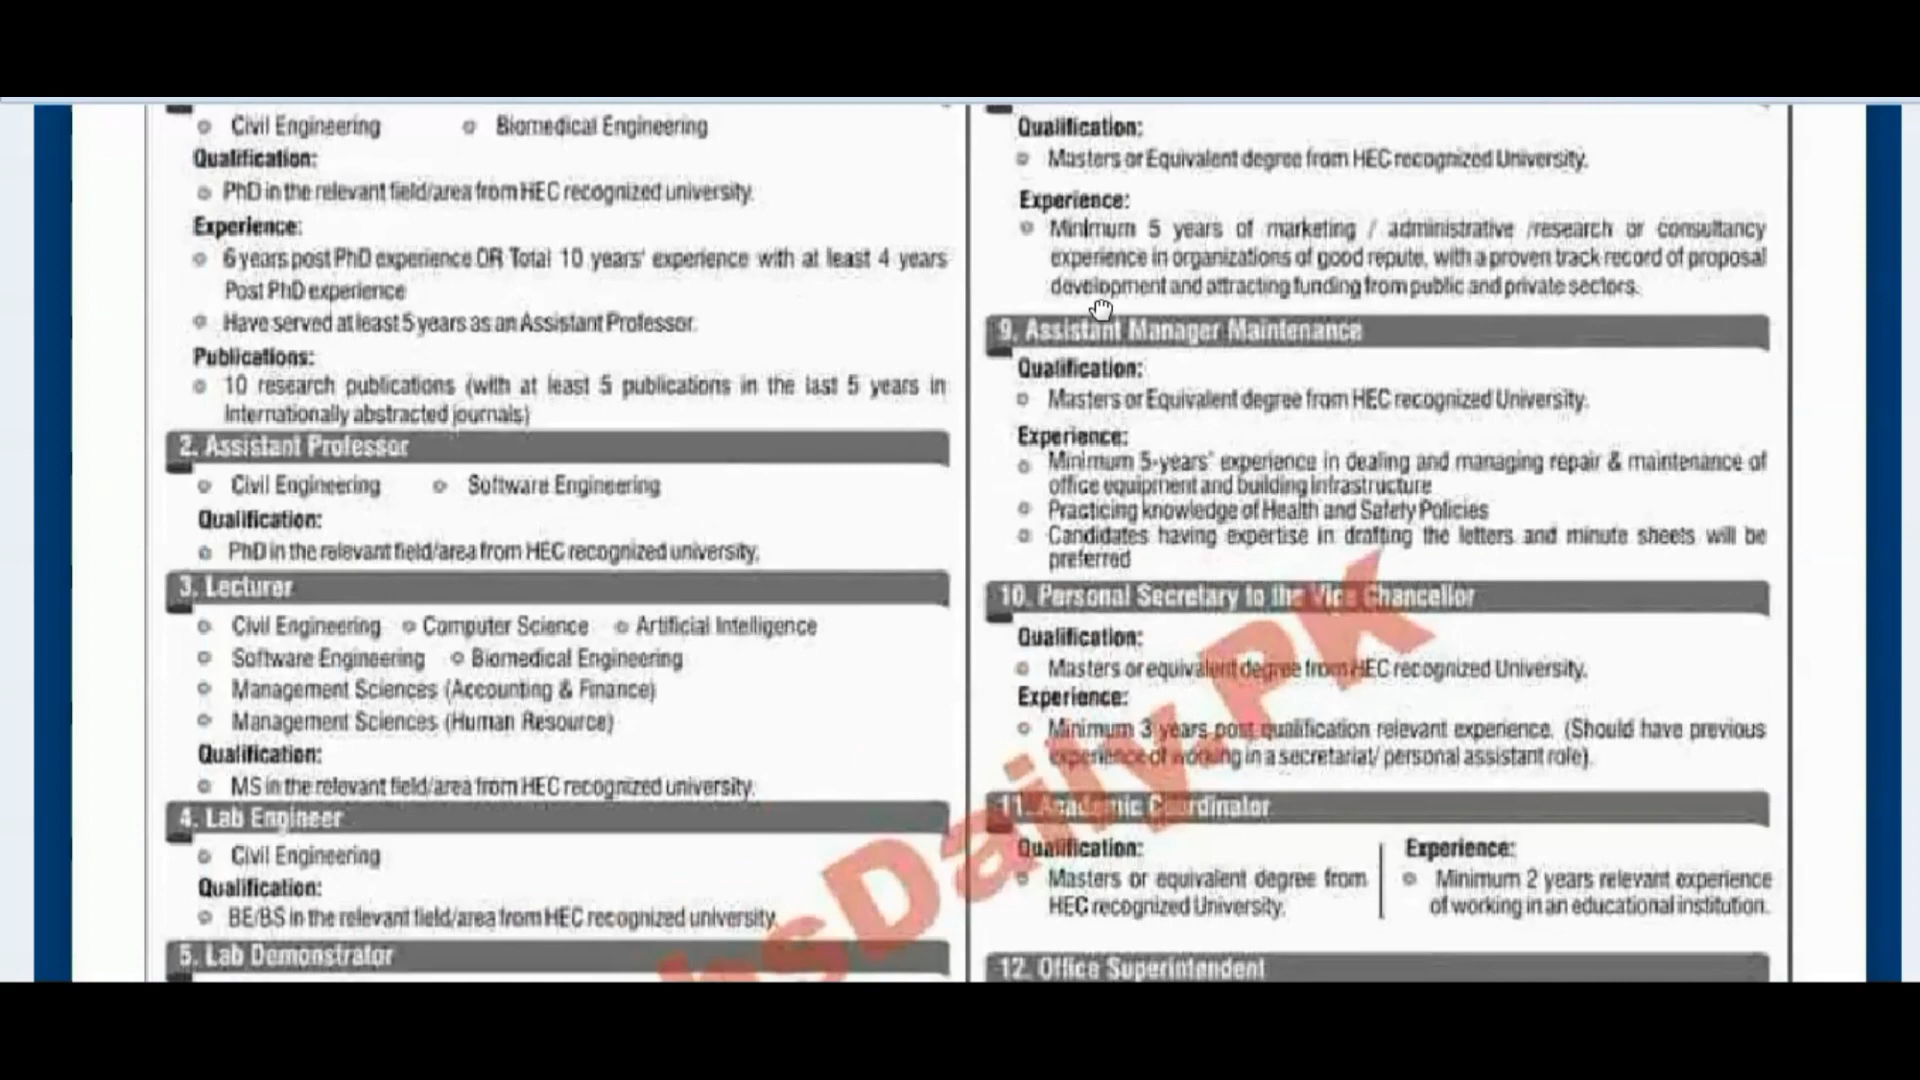 Civil Engineering Biomedical Engineering
Qualification:
PhD in the relevant field/area from HEC recognized university.
Experience:
6 years post PhD experience OR Total 10 years' experience with at least 4 years
Post PhD experience
Have served at least 5 years as an Assistant Professor.
Publications:
10 research publications (with at least 5 publications in the last 5 years in
Internationally abstracted journals)
2. Assistant Professor
Civil Engineering Software Engineering
Qualification:
PhD in the relevant field/area from HEC recognized university.
3. Lecturer
Civil Engineering Computer Science Artificial Intelligence
Software Engineering Biomedical Engineering
Management Sciences (Accounting & Finance)
Management Sciences (Human Resource)
Qualification:
MS in the relevant field/area from HEC recognized university.
4. Lab Engineer
Civil Engineering
Qualification:
BE/BS in the relevant field/area from HEC recognized university.
5. Lab Demonstrator
Qualification:
Masters or Equivalent degree from HEC recognized University.
Experience:
Minimum 5 years of marketing / administrative /research or consultancy
experience in organizations of good repute, with a proven track record of proposal
development and attracting funding from public and private sectors.
9. Assistant Manager Maintenance
Qualification:
Masters or Equivalent degree from HEC recognized University.
Experience:
Minimum 5-years' experience in dealing and managing repair & maintenance of
office equipment and building infrastructure
Practicing knowledge of Health and Safety Policies
Candidates having expertise in drafting the letters and minute sheets will be
preferred
10. Personal Secretary to the Vice Chancellor
Qualification:
Masters or equivalent degree from HEC recognized University.
Experience:
Minimum 3 years post qualification relevant experience. (Should have previous
experience of working in a secretariat/ personal assistant role).
11. Academic Coordinator
Qualification:
Masters or equivalent degree from
HEC recognized University.
Experience:
Minimum 2 years relevant experience
of working in an educational institution.
12. Office Superintendent
sDaily.PK